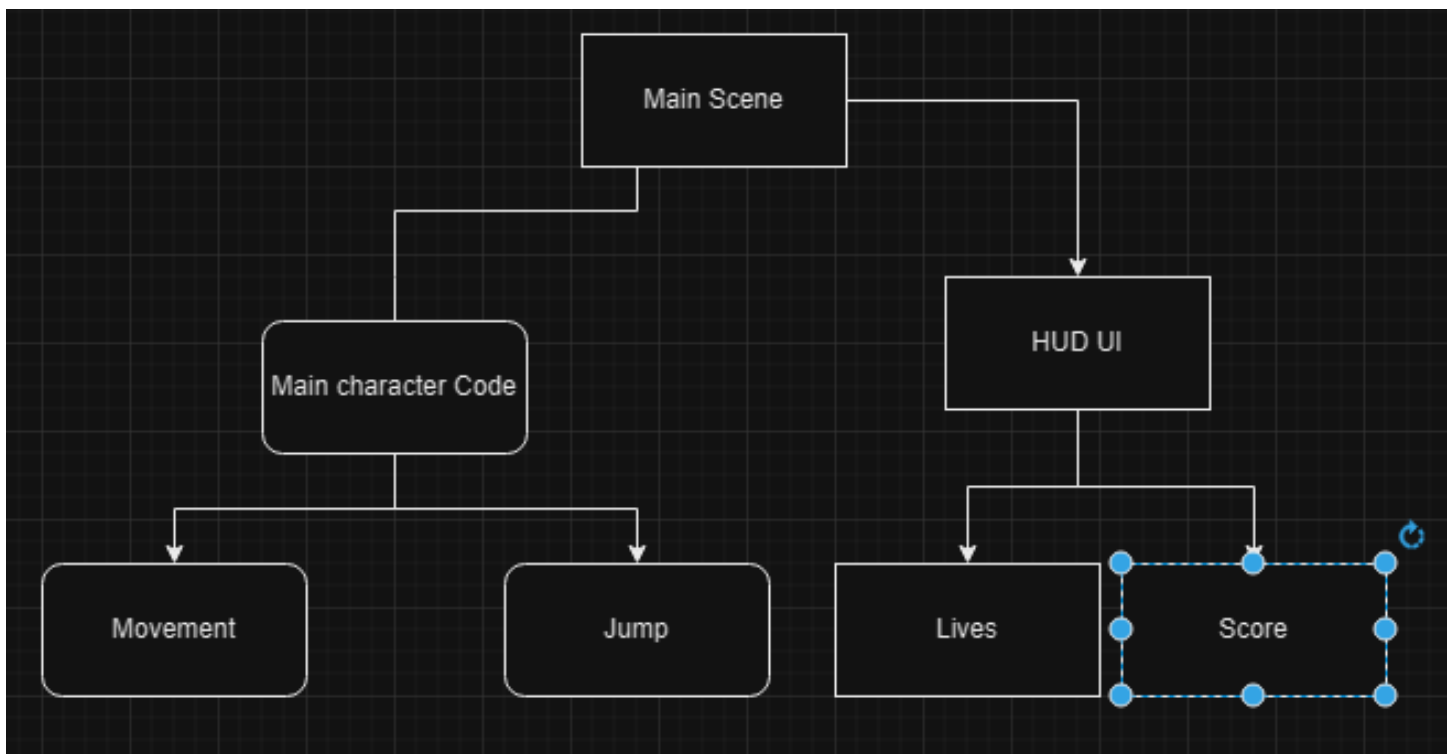 Main Scene
HUD UI
Main character Code
Movement
Jump
Lives
Score